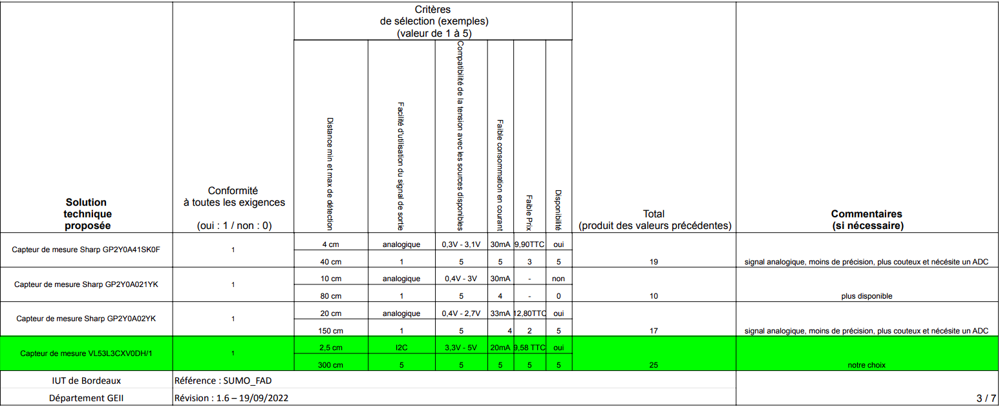 Critères
de sélection (exemples)
(valeur de 1 à 5)
Solution
technique
proposée
Conformité
à toutes les exigences
(oui : 1 / non : 0)
Distance min et max de détection
Facilité d'utilisation du signal de sortie
Compatibilité de la tension avec les sources disponibles
Faible consommation en courant
Faible Prix
Disponibilité
Total
(produit des valeurs précédentes)
Commentaires
(si nécessaire)
Capteur de mesure Sharp GP2Y0A41SK0F 1
4 cm analogique 0,3V - 3,1V 30mA 9,90TTC oui
40 cm 1 5 5 3 5 19 signal analogique, moins de précision, plus couteux et nécésite un ADC
Capteur de mesure Sharp GP2Y0A021YK 1
10 cm analogique 0,4V - 3V 30mA - non
80 cm 1 5 4 - 0 10 plus disponible
Capteur de mesure Sharp GP2Y0A02YK 1
20 cm analogique 0,4V - 2,7V 33mA 12,80TTC oui
150 cm 1 5 4 2 5 17 signal analogique, moins de précision, plus couteux et nécésite un ADC
Capteur de mesure VL53L3CXV0DH/1 1
2,5 cm I2C 3,3V - 5V 20mA 9,58 TTC oui
300 cm 5 5 5 5 5 25 notre choix
IUT de Bordeaux Référence : SUMO_FAD
Département GEII Révision : 1.6 – 19/09/2022 3 / 7